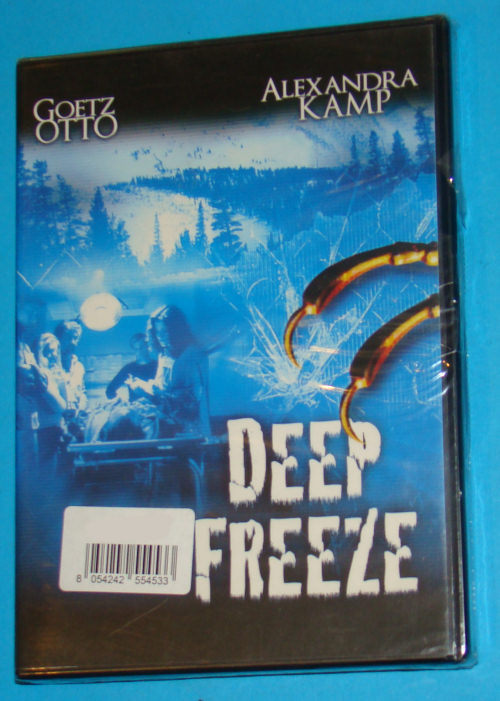 GOETZ
OTTO
ALEXANDRA
KAMP
DEEP
FREEZE
8 054242 554533